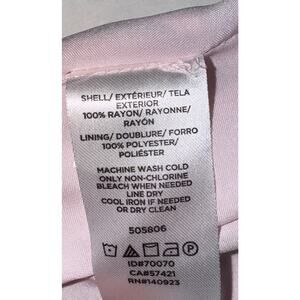 SHELL/ EXTÉRIEUR/ TELA
EXTERIOR
100% RAYON/ RAYONNE/
RAYÓN
LINING/ DOUBLURE/ FORRO
100% POLYESTER/
POLIÉSTER
MACHINE WASH COLD
ONLY NON-CHLORINE
BLEACH WHEN NEEDED
LINE DRY
COOL IRON IF NEEDED
OR DRY CLEAN
505806
ID#70070
CA#57421
RN#140923